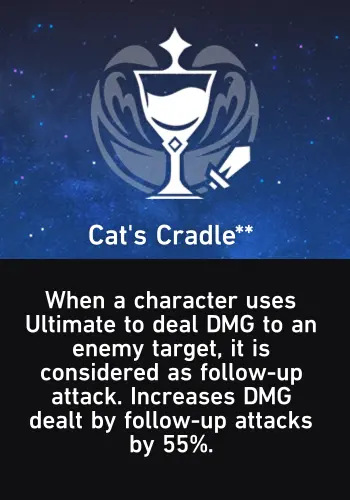 Cat's Cradle**
When a character uses
Ultimate to deal DMG to an
enemy target, it is
considered as follow-up
attack. Increases DMG
dealt by follow-up attacks
by 55%.